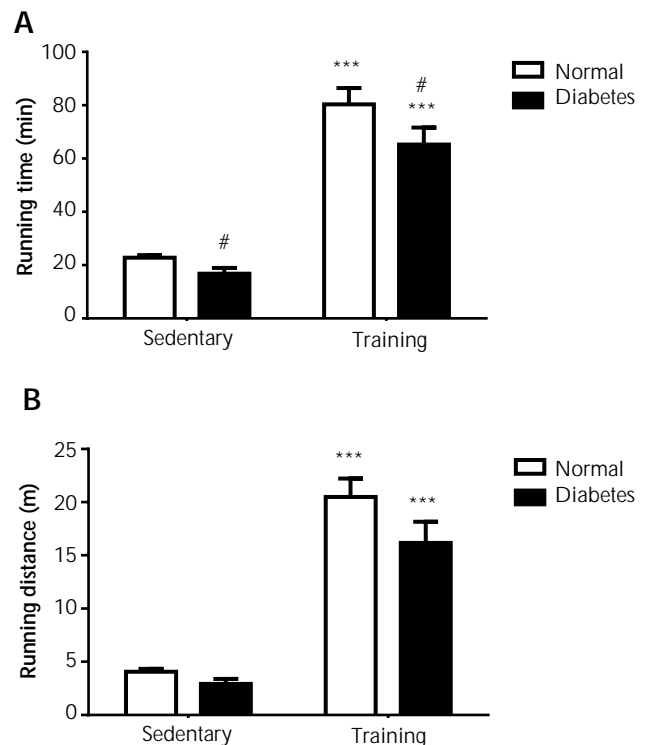 A
Running time (min)
100
80
60
40
20
0
***
#
***
#
Sedentary
Training
Normal
Diabetes
B
Running distance (m)
25
20
15
10
5
0
***
***
Sedentary
Training
Normal
Diabetes